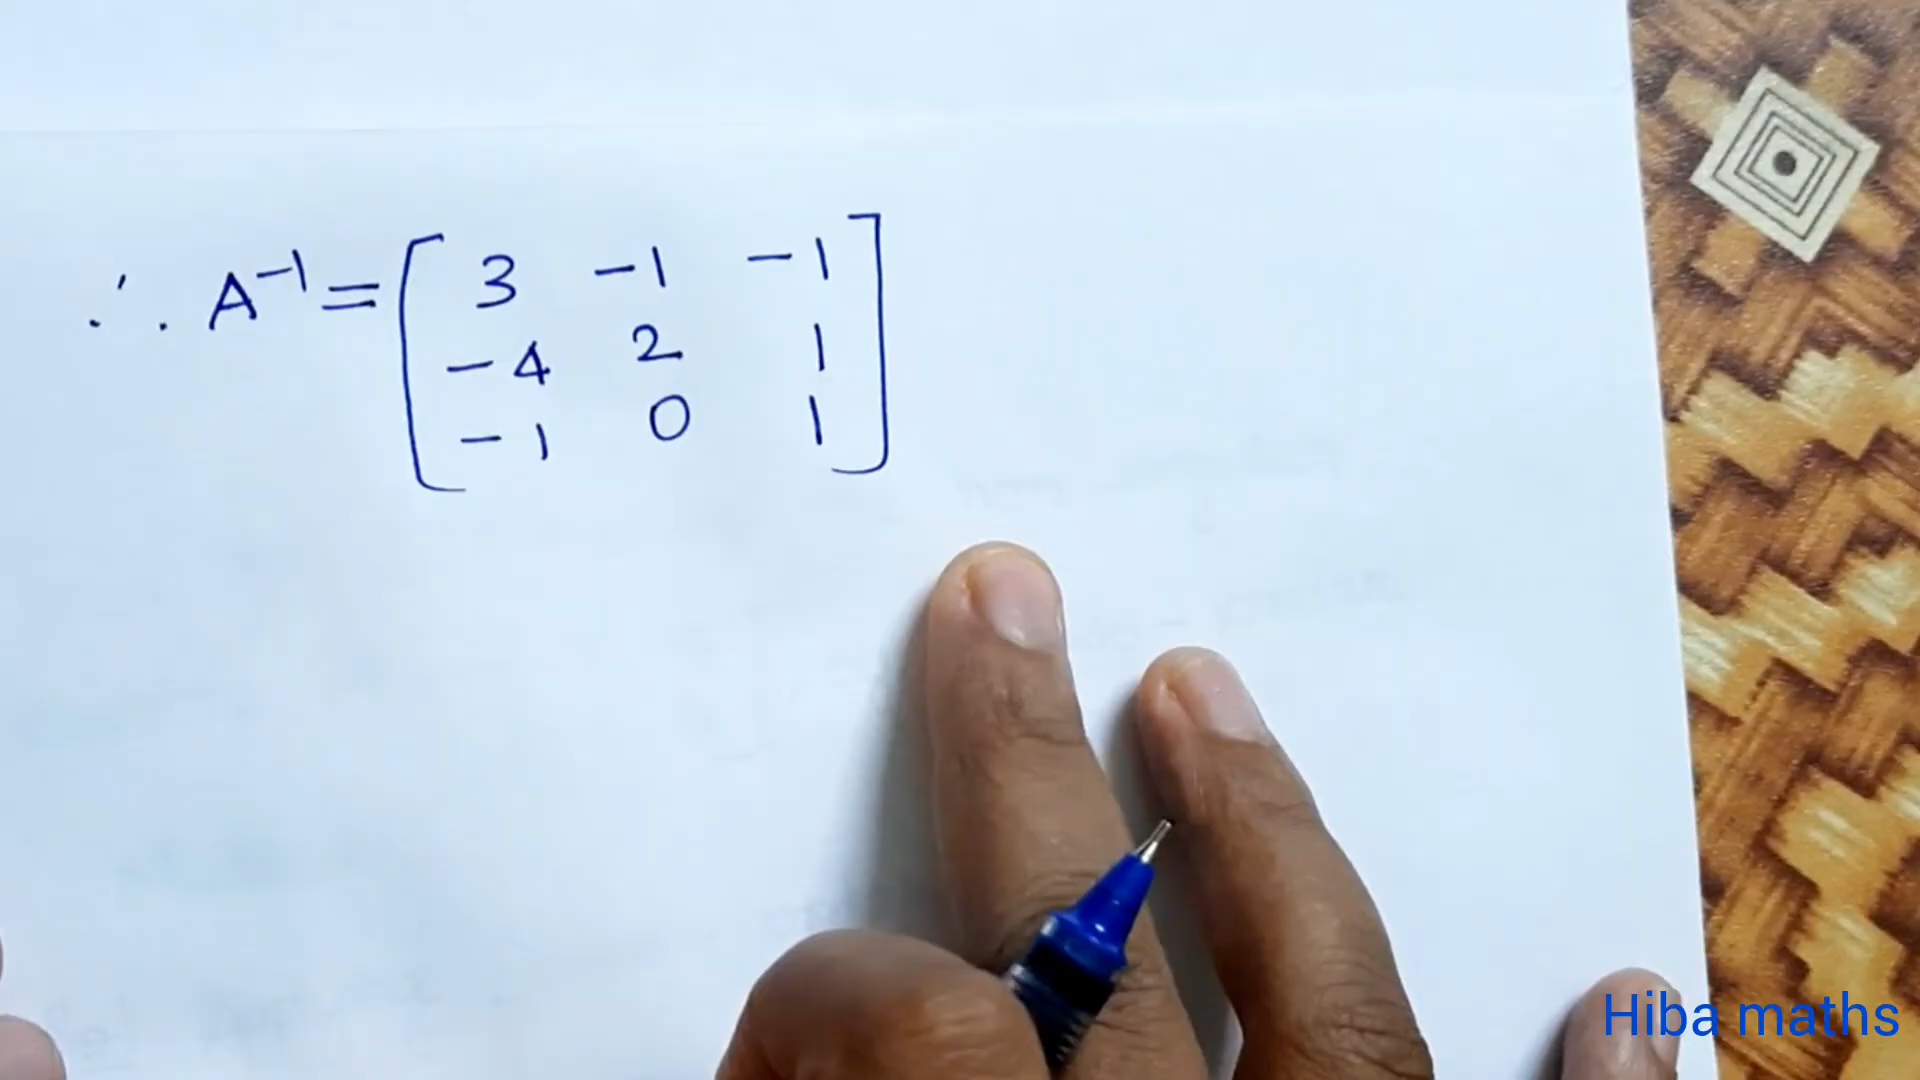 ∴ A⁻¹ = [ 3 -1 -1
-4 2 1
-1 0 1 ]
Hiba maths